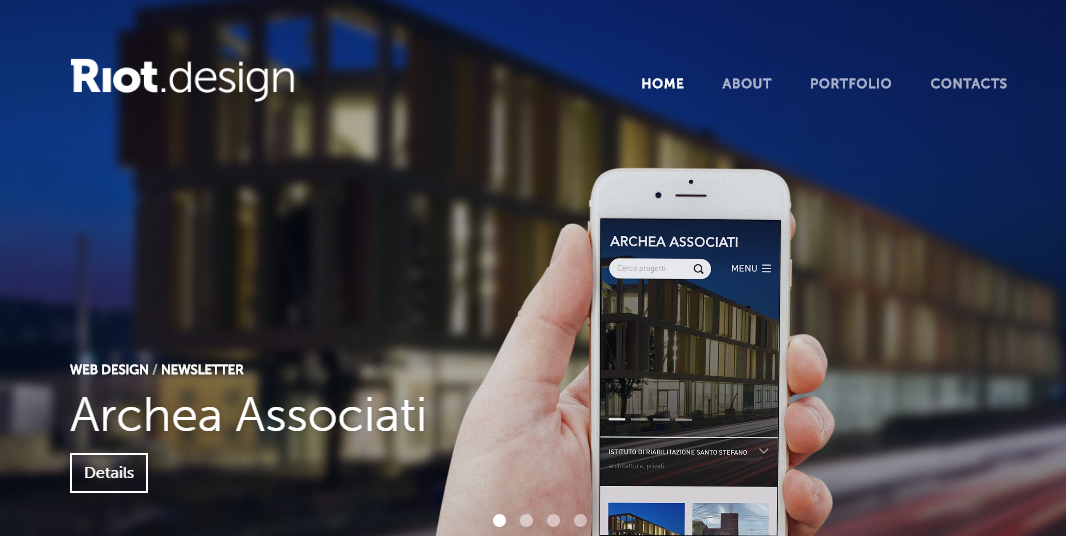 Riot.design
HOME ABOUT PORTFOLIO CONTACTS
ARCHEA ASSOCIATI
Cerca progetti
MENU
WEB DESIGN / NEWSLETTER
Archea Associati
Details
ISTITUTO DI RIABILITAZIONE SANTO STEFANO
architettura, privati